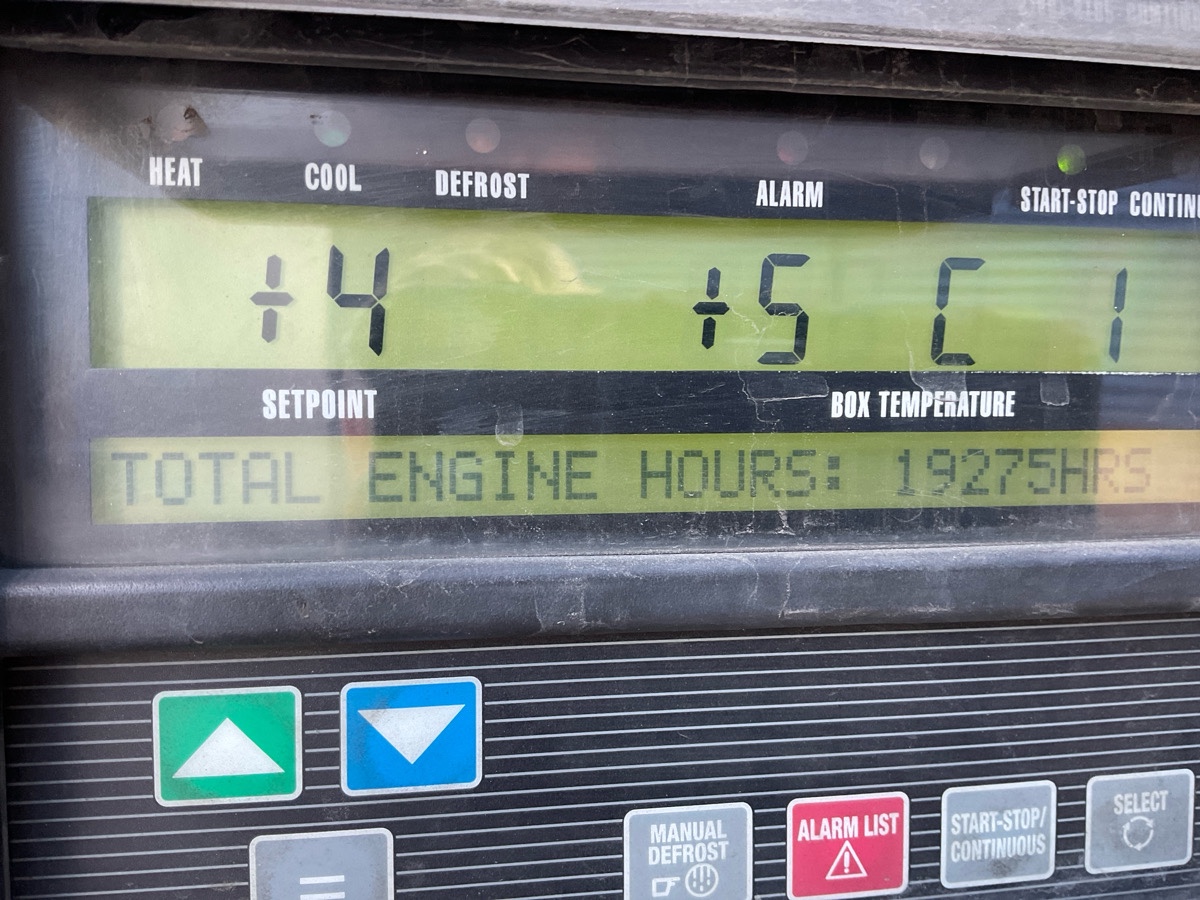 HEAT COOL DEFROST ALARM START-STOP CONTINU
+4 +5 C 1
SETPOINT BOX TEMPERATURE
TOTAL ENGINE HOURS: 19275HRS
MANUAL DEFROST
ALARM LIST
START-STOP/
CONTINUOUS
SELECT